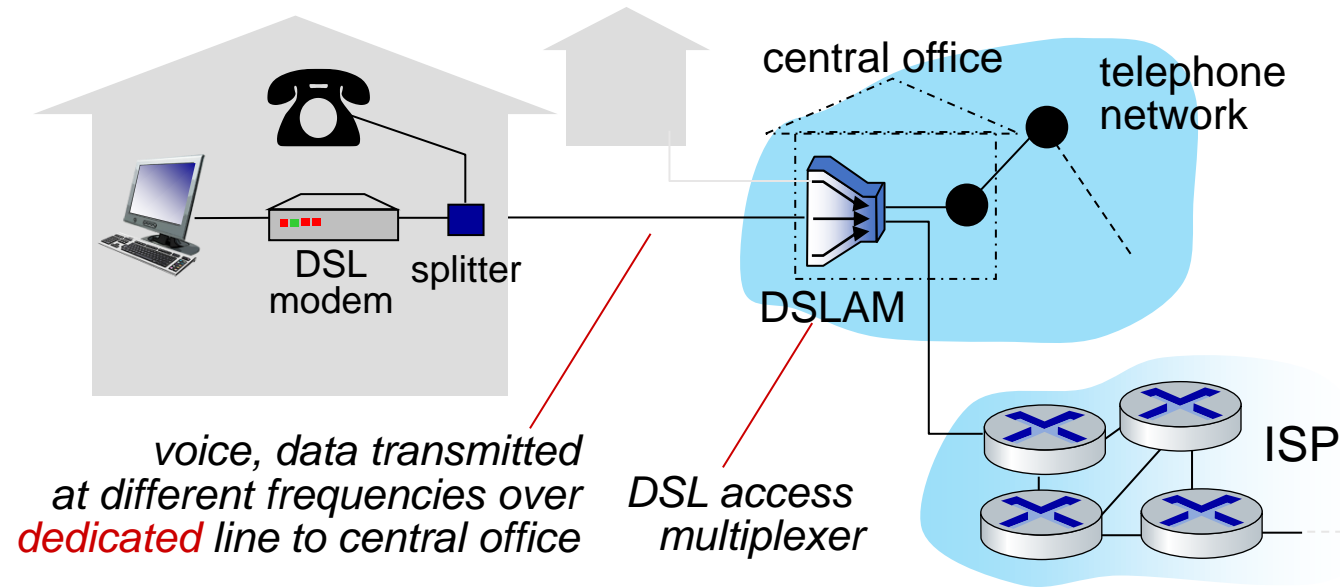 central office
telephone
network
DSL
modem
splitter
DSLAM
ISP
voice, data transmitted
at different frequencies over
dedicated line to central office
DSL access
multiplexer